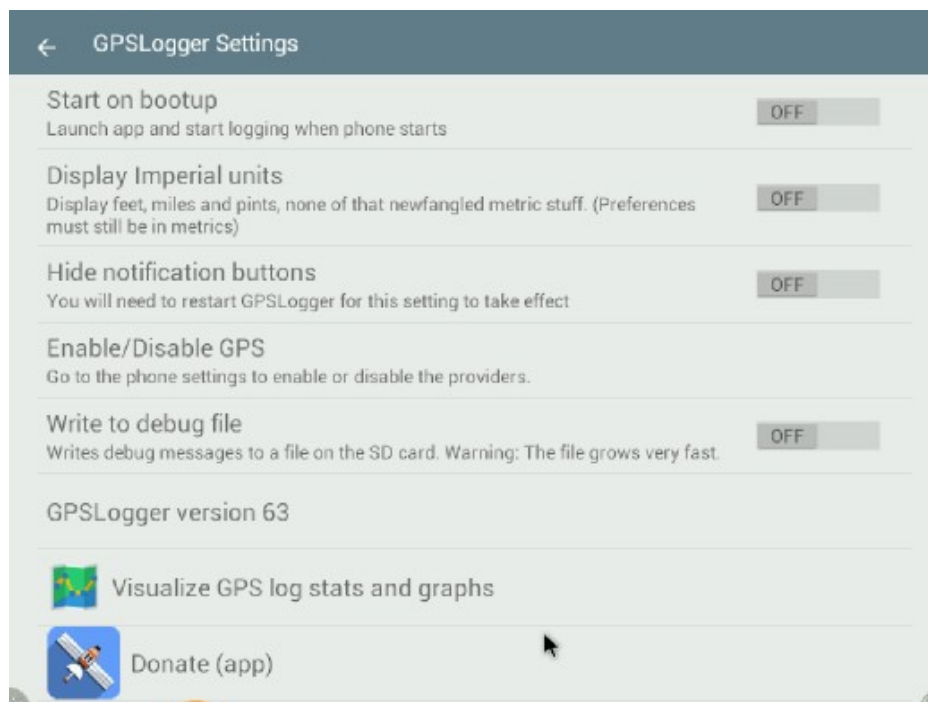 GPSLogger Settings
Start on bootup
Launch app and start logging when phone starts
OFF
Display Imperial units
Display feet, miles and pints, none of that newfangled metric stuff. (Preferences
must still be in metrics)
OFF
Hide notification buttons
You will need to restart GPSLogger for this setting to take effect
OFF
Enable/Disable GPS
Go to the phone settings to enable or disable the providers.
Write to debug file
Writes debug messages to a file on the SD card. Warning: The file grows very fast.
OFF
GPSLogger version 63
Visualize GPS log stats and graphs
Donate (app)